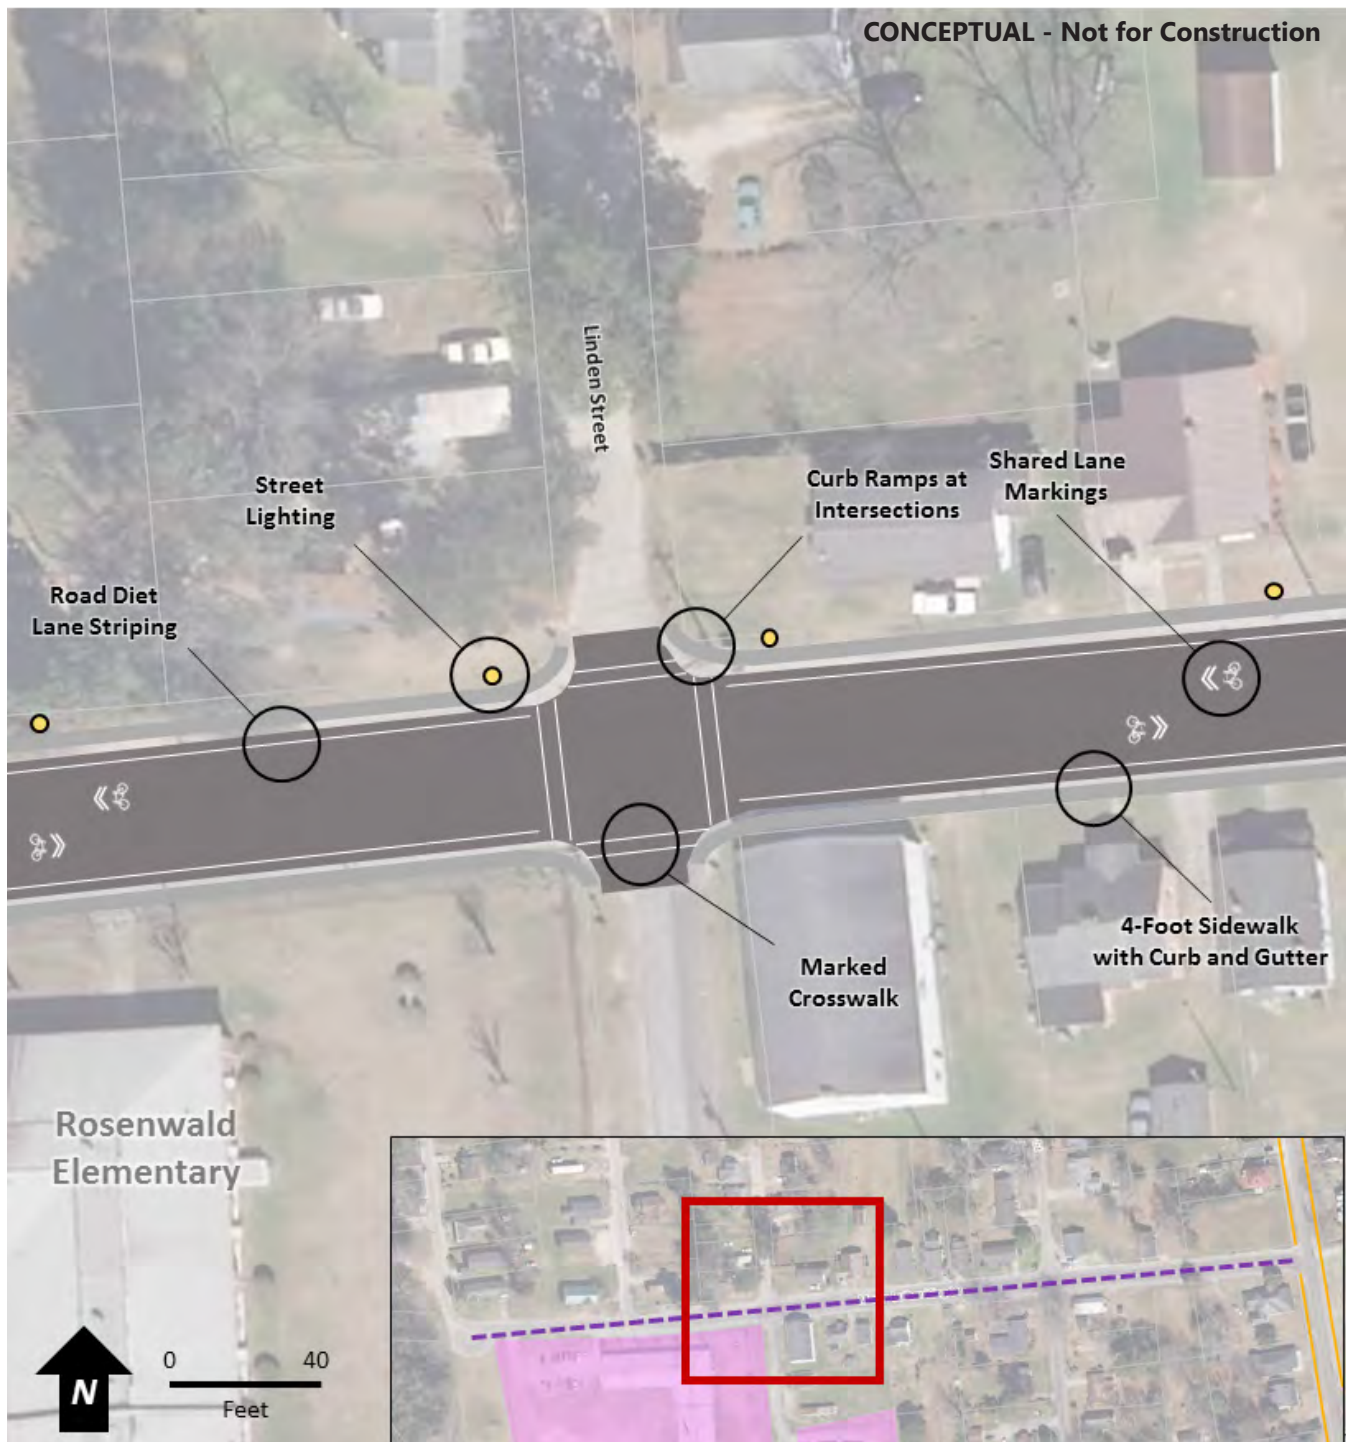 CONCEPTUAL - Not for Construction
Linden Street
Street
Lighting
Curb Ramps at
Intersections
Shared Lane
Markings
Road Diet
Lane Striping
4-Foot Sidewalk
with Curb and Gutter
Marked
Crosswalk
Rosenwald
Elementary
N
0 40
Feet